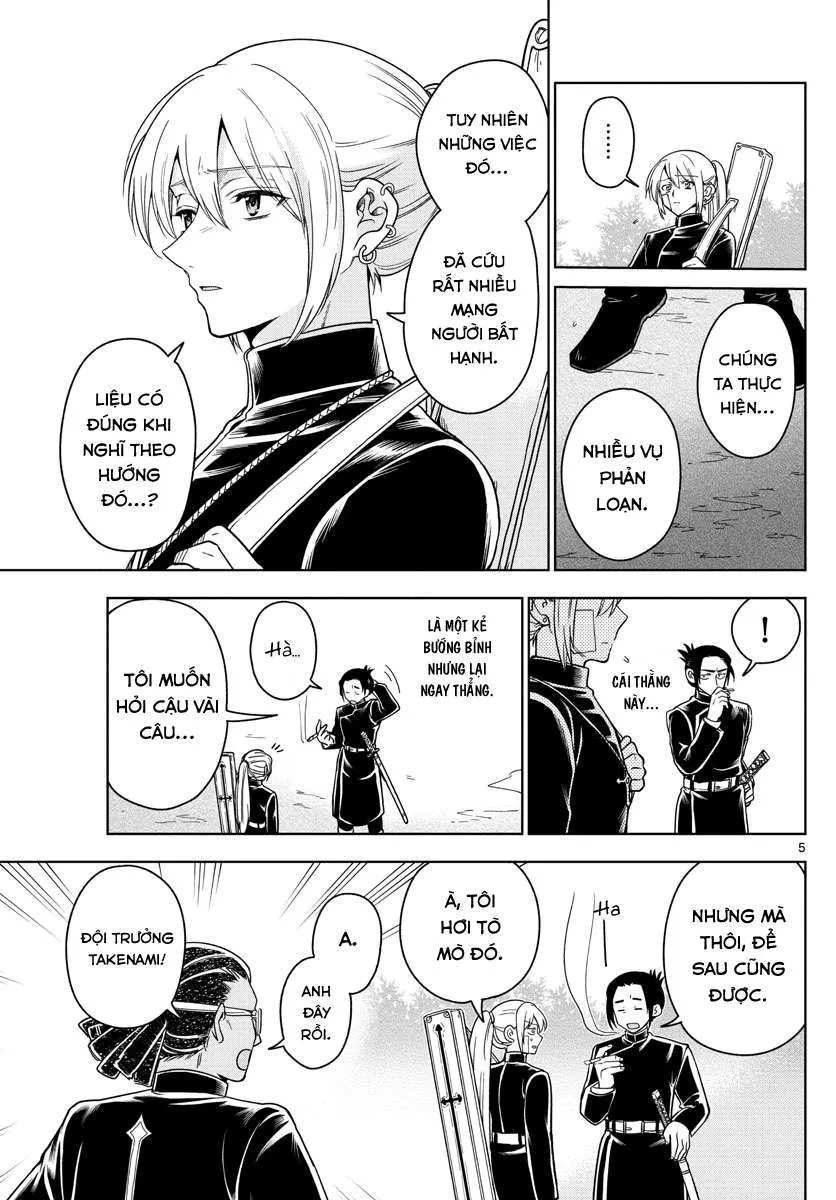 ......
CHÚNG
TA THỰC
HIỆN...
NHIỀU VỤ
PHẢN
LOẠN.
TUY NHIÊN
NHỮNG VIỆC
ĐÓ...
ĐÃ CỨU
RẤT NHIỀU
MẠNG
NGƯỜI BẤT
HẠNH.
LIỆU CÓ
ĐÚNG KHI
NGHĨ THEO
HƯỚNG
ĐÓ...?
!
CÁI THẰNG
NÀY...
LÀ MỘT KẺ
BƯỚNG BỈNH
NHƯNG LẠI
NGAY THẲNG.
Hà...
TÔI MUỐN
HỎI CẬU VÀI
CÂU...
5
NHƯNG MÀ
THÔI, ĐỂ
SAU CŨNG
ĐƯỢC.
Ha
À, TÔI
HƠI TÒ
MÒ ĐÓ.
A.
ANH
ĐÂY
RỒI.
ĐỘI TRƯỞNG
TAKENAMI!